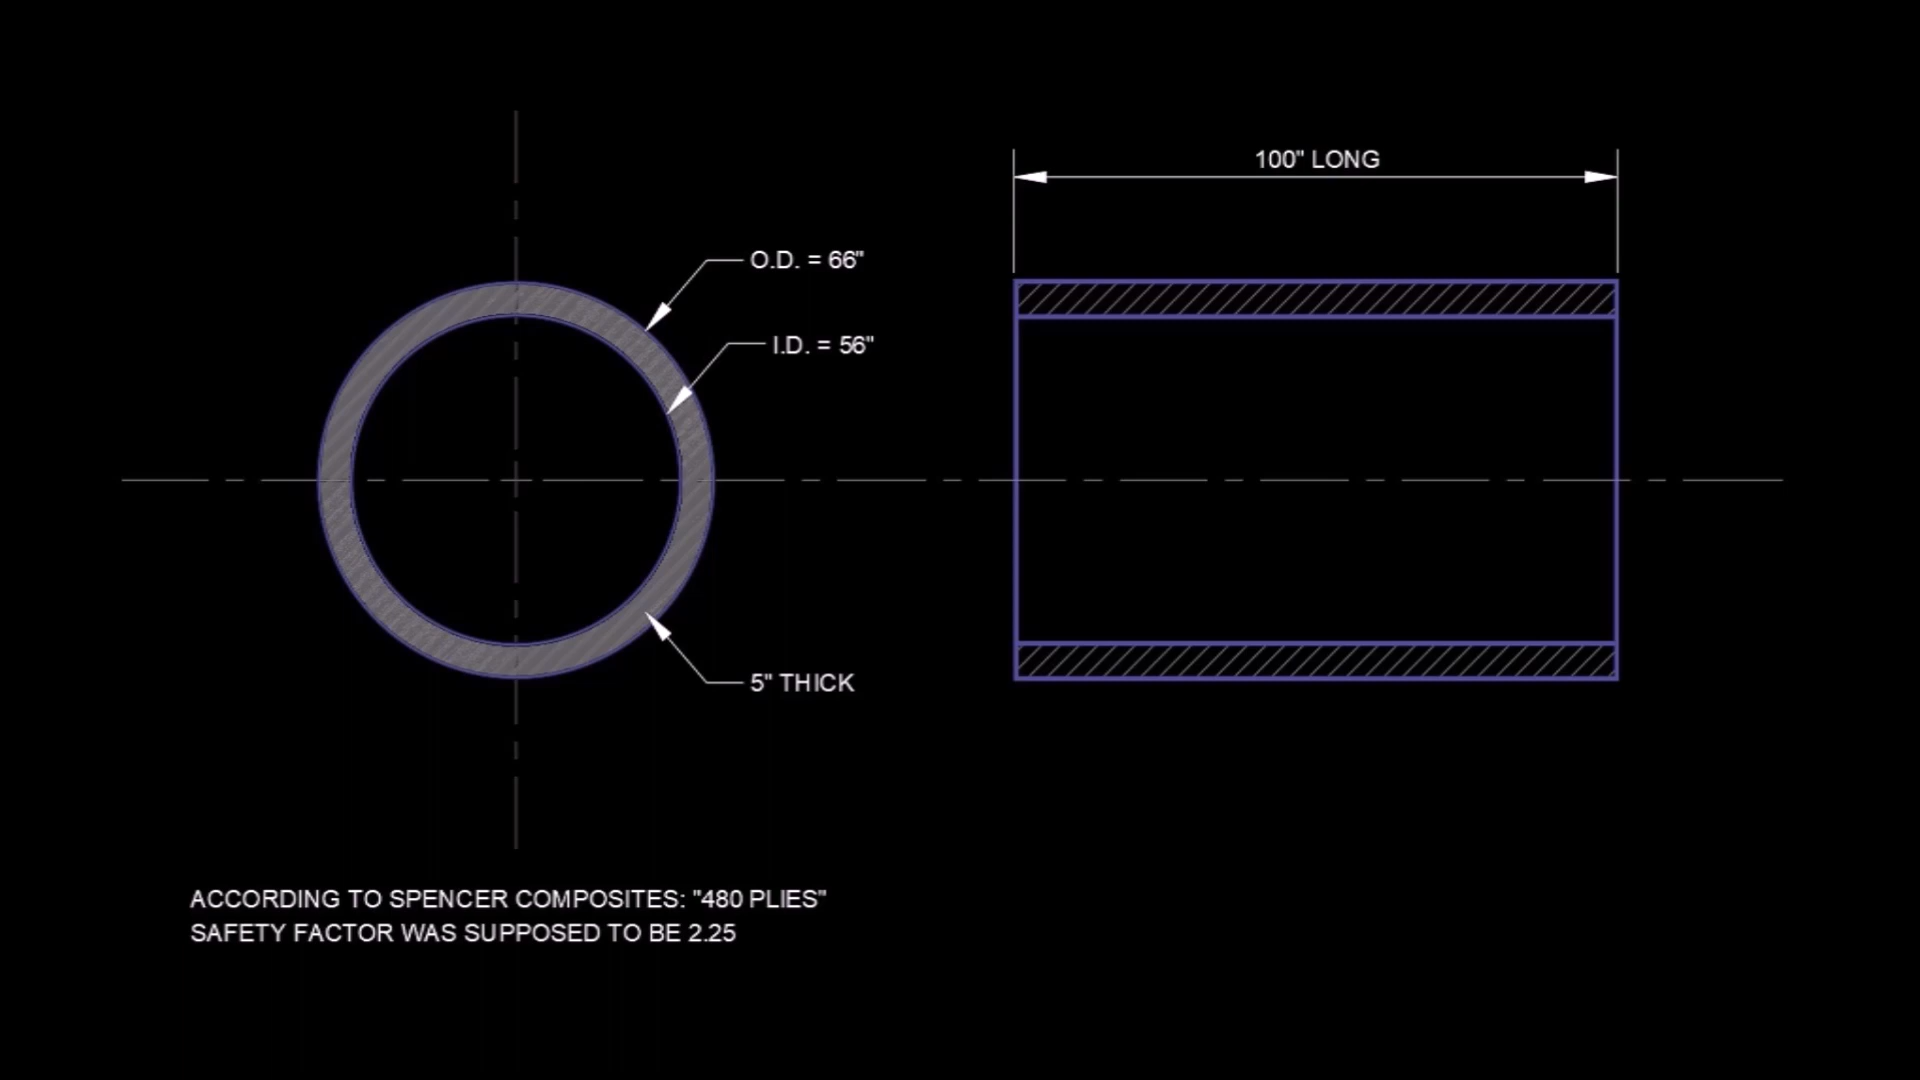 100" LONG
O.D. = 66"
I.D. = 56"
5" THICK
ACCORDING TO SPENCER COMPOSITES: "480 PLIES"
SAFETY FACTOR WAS SUPPOSED TO BE 2.25